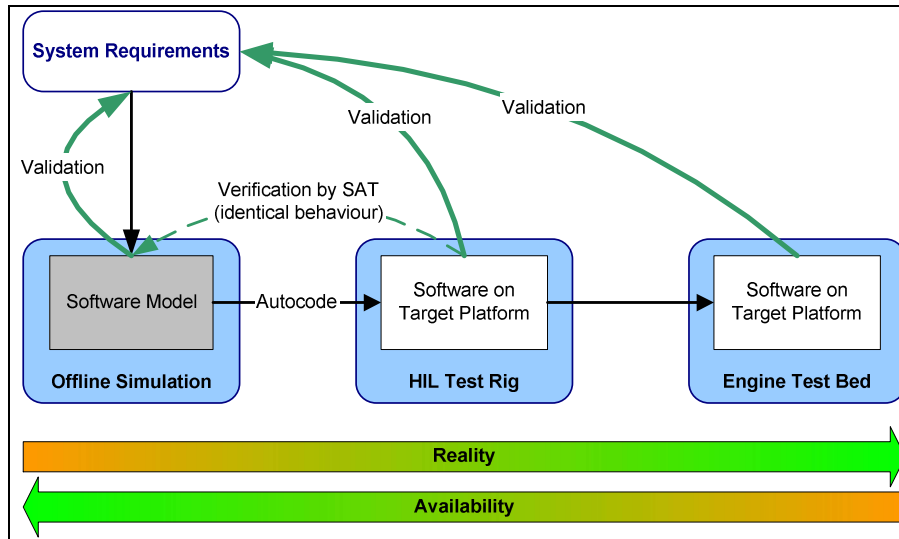 System Requirements
Validation
Validation
Validation
Verification by SAT
(identical behaviour)
Software Model
Autocode
Software on
Target Platform
Software on
Target Platform
Offline Simulation
HIL Test Rig
Engine Test Bed
Reality
Availability